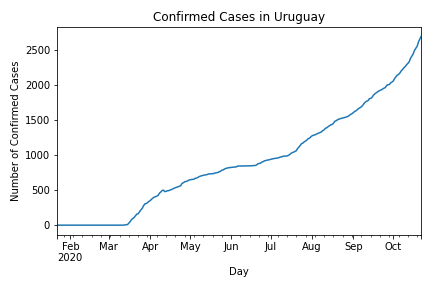 Confirmed Cases in Uruguay
Number of Confirmed Cases
2500
2000
1500
1000
500
0
Feb Mar Apr May Jun Jul Aug Sep Oct
2020
Day